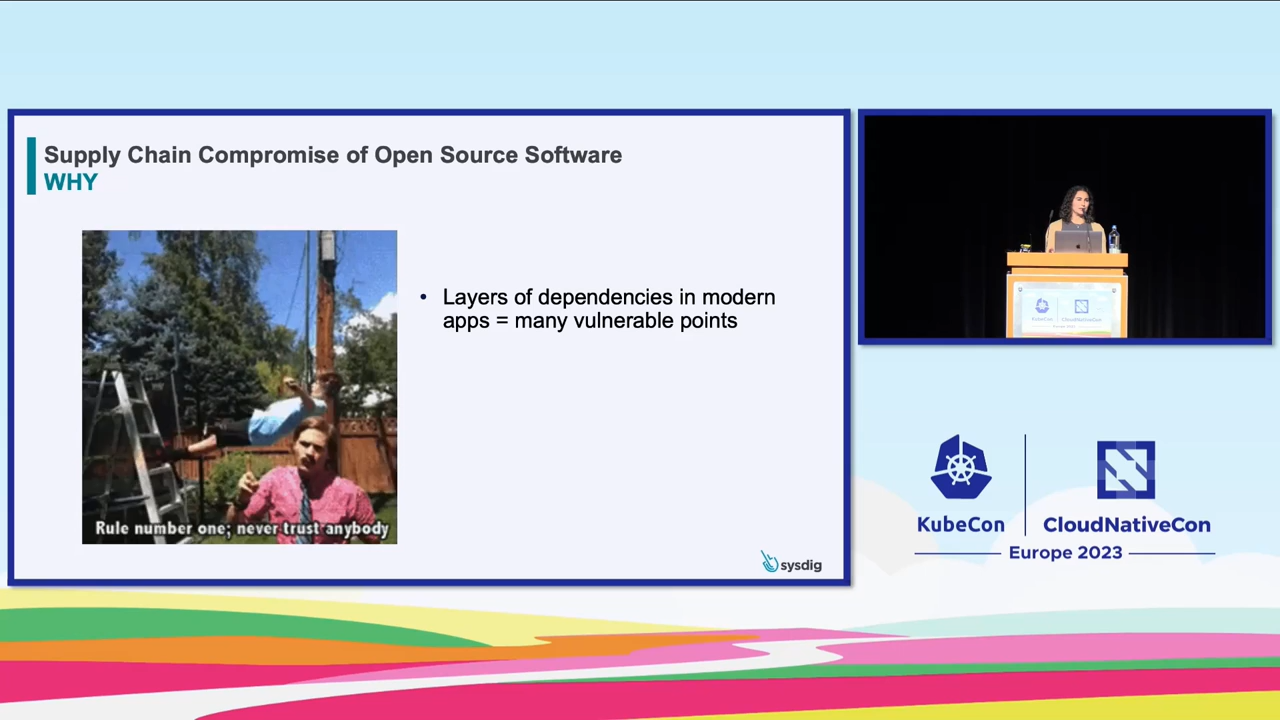 Supply Chain Compromise of Open Source Software
WHY
Layers of dependencies in modern
apps = many vulnerable points
Rule number one; never trust anybody
sysdig
KubeCon
CloudNativeCon
Europe 2023